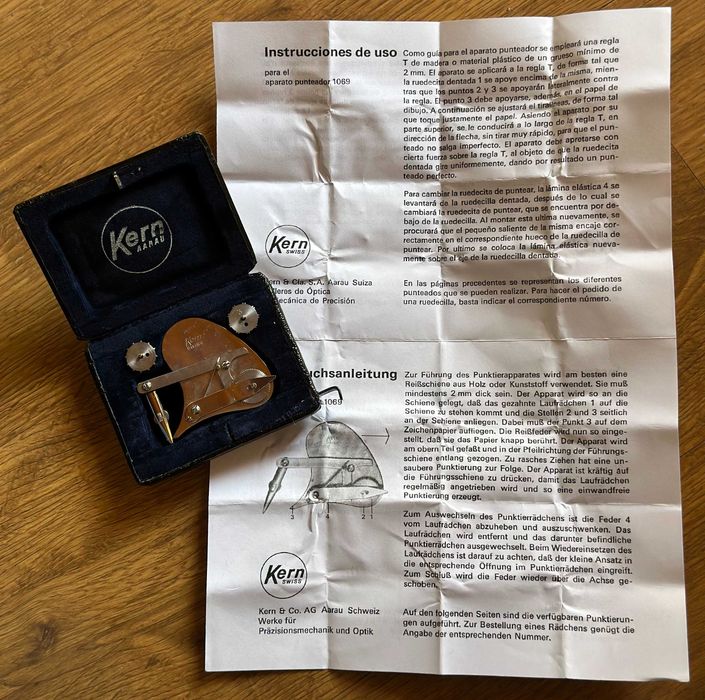 Kern
AARAU
Kern
SWISS
Instrucciones de uso
para el
aparato punteador 1069
Kern
SWISS
rn & Cía. S.A. Aarau Suiza
leres de Optica
ecánica de Precisión
Como guía para el aparato punteador se empleará una regla
T de madera o material plástico de un grueso mínimo de
2 mm. El aparato se aplicará a la regla T, de forma tal que
la ruedecita dentada 1 se apoye encima de la misma, mien-
tras que los puntos 2 y 3 se apoyarán lateralmente contra
la regla. El punto 3 debe apoyarse, además, en el papel de
dibujo. A continuación se ajustará el tiralíneas, de forma tal
que toque justamente el papel. Asiendo el aparato por su
parte superior, se le conducirá a lo largo de la regla T, en
dirección de la flecha, sin tirar muy rápido, para que el pun-
teado no salga imperfecto. El aparato debe apretarse con
cierta fuerza sobre la regla T, al objeto de que la ruedecita
dentada gire uniformemente, dando por resultado un pun-
teado perfecto.
Para cambiar la ruedecita de puntear, la lámina elástica 4 se
levantará de la ruedecilla dentada, después de lo cual se
cambiará la ruedecita de puntear, que se encuentra por de-
bajo de la ruedecilla. Al montar esta última nuevamente, se
procurará que el pequeño saliente de la misma encaje cor-
rectamente en el correspondiente hueco de la ruedecilla de
puntear. Por ultimo se coloca la lámina elástica nueva-
mente sobre el eje de la ruedecilla dentada.
En las páginas precedentes se representan los diferentes
punteados que se pueden realizar. Para hacer el pedido de
una ruedecilla, basta indicar el correspondiente número.
uchsanleitung
1069
3 4 2 1
Kern
SWISS
Kern & Co. AG Aarau Schweiz
Werke für
Präzisionsmechanik und Optik
Zur Führung des Punktierapparates wird am besten eine
Reißschiene aus Holz oder Kunststoff verwendet. Sie muß
mindestens 2 mm dick sein. Der Apparat wird so an die
Schiene gelegt, daß das gezahnte Laufrädchen 1 auf die
Schiene zu stehen kommt und die Stellen 2 und 3 seitlich
an der Schiene anliegen. Dabei muß der Punkt 3 auf dem
Zeichenpapier aufliegen. Die Reißfeder wird nun so einge-
stellt, daß sie das Papier knapp berührt. Der Apparat wird
am obern Teil gefaßt und in der Pfeilrichtung der Führungs-
schiene entlang gezogen. Zu rasches Ziehen hat eine un-
saubere Punktierung zur Folge. Der Apparat ist kräftig auf
die Führungsschiene zu drücken, damit das Laufrädchen
regelmäßig angetrieben wird und so eine einwandfreie
Punktierung erzeugt.
Zum Auswechseln des Punktierrädchens ist die Feder 4
vom Laufrädchen abzuheben und auszuschwenken. Das
Laufrädchen wird entfernt und das darunter befindliche
Punktierrädchen ausgewechselt. Beim Wiedereinsetzen des
Laufrädchens ist darauf zu achten, daß der kleine Ansatz in
die entsprechende Öffnung im Punktierrädchen eingreift.
Zum Schluß wird die Feder wieder über die Achse ge-
schoben.
Auf den folgenden Seiten sind die verfügbaren Punktierun-
gen aufgeführt. Zur Bestellung eines Rädchens genügt die
Angabe der entsprechenden Nummer.